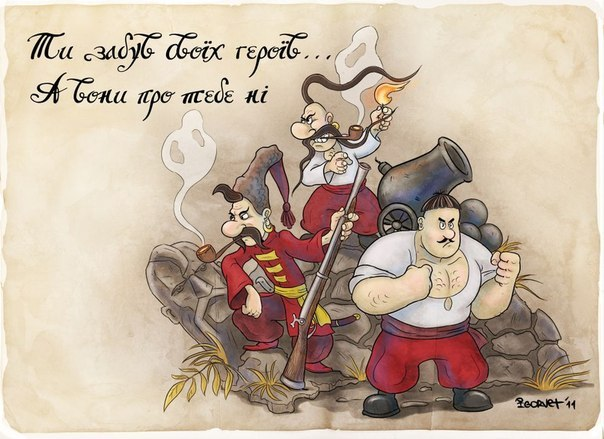 Ти забув своїх героїв...
А вони про тебе ні